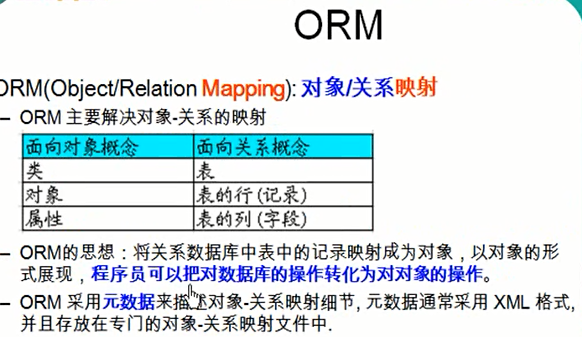 ORM
ORM(Object/Relation Mapping): 对象/关系映射
– ORM 主要解决对象-关系的映射
面向对象概念 面向关系概念
类 表
对象 表的行(记录)
属性 表的列(字段)
– ORM的思想：将关系数据库中表中的记录映射成为对象，以对象的形
式展现，程序员可以把对数据库的操作转化为对对象的操作。
– ORM 采用元数据来描述对象-关系映射细节, 元数据通常采用 XML 格式,
并且存放在专门的对象-关系映射文件中.